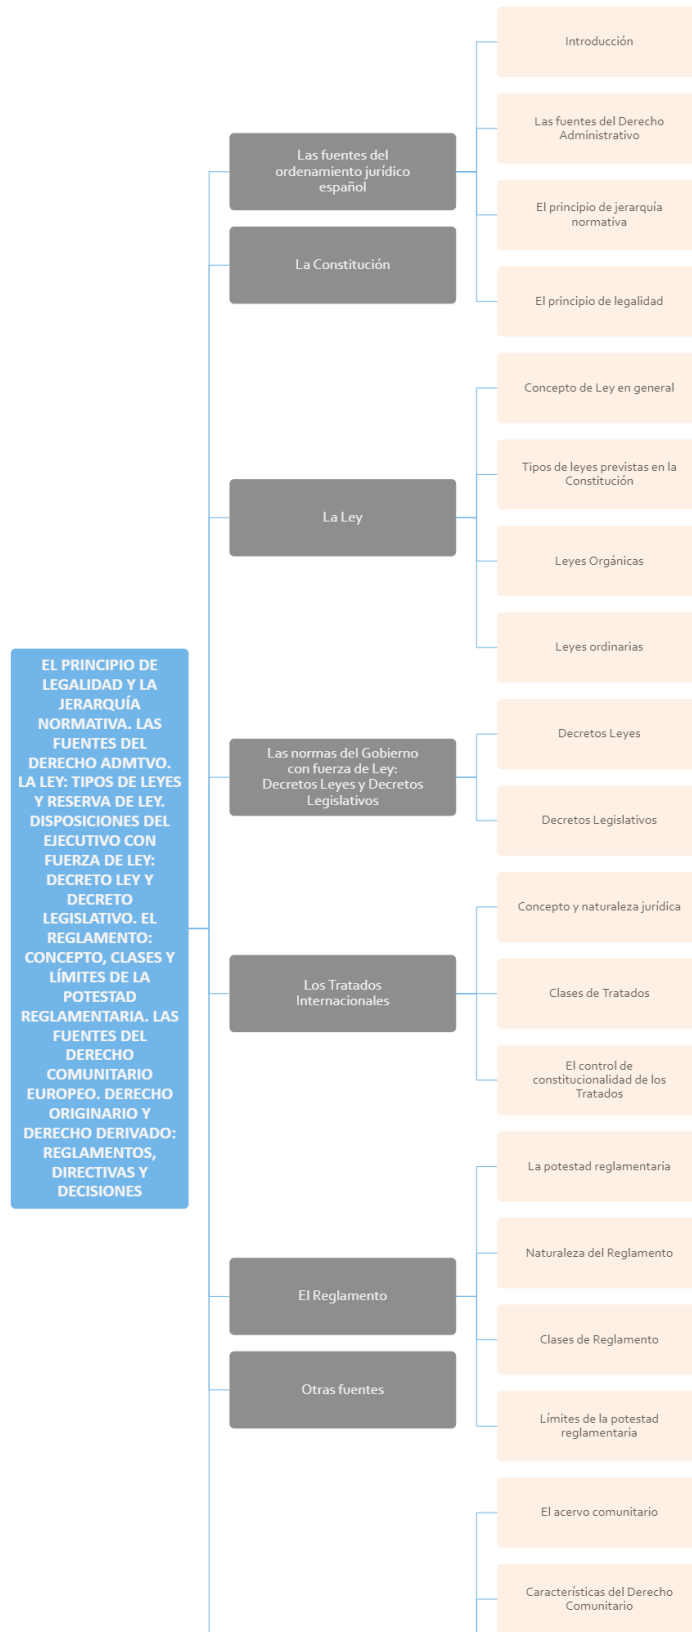 EL PRINCIPIO DE
LEGALIDAD Y LA
JERARQUÍA
NORMATIVA. LAS
FUENTES DEL
DERECHO ADMTVO.
LA LEY: TIPOS DE LEYES
Y RESERVA DE LEY.
DISPOSICIONES DEL
EJECUTIVO CON
FUERZA DE LEY:
DECRETO LEY Y
DECRETO
LEGISLATIVO. EL
REGLAMENTO:
CONCEPTO, CLASES Y
LÍMITES DE LA
POTESTAD
REGLAMENTARIA. LAS
FUENTES DEL
DERECHO
COMUNITARIO
EUROPEO. DERECHO
ORIGINARIO Y
DERECHO DERIVADO:
REGLAMENTOS,
DIRECTIVAS Y
DECISIONES
Las fuentes del
ordenamiento jurídico
español
Introducción
Las fuentes del Derecho
Administrativo
El principio de jerarquía
normativa
El principio de legalidad
La Constitución
La Ley
Concepto de Ley en general
Tipos de leyes previstas en la
Constitución
Leyes Orgánicas
Leyes ordinarias
Las normas del Gobierno
con fuerza de Ley:
Decretos Leyes y Decretos
Legislativos
Decretos Leyes
Decretos Legislativos
Los Tratados
Internacionales
Concepto y naturaleza jurídica
Clases de Tratados
El control de
constitucionalidad de los
Tratados
El Reglamento
La potestad reglamentaria
Naturaleza del Reglamento
Clases de Reglamento
Límites de la potestad
reglamentaria
Otras fuentes
El acervo comunitario
Características del Derecho
Comunitario